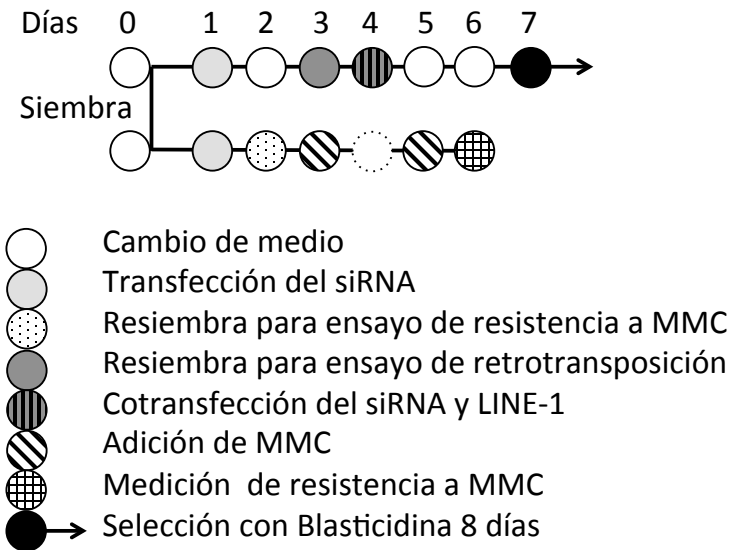 Días 0 1 2 3 4 5 6 7
Siembra
Cambio de medio
Transfección del siRNA
Resiembra para ensayo de resistencia a MMC
Resiembra para ensayo de retrotransposición
Cotransfección del siRNA y LINE-1
Adición de MMC
Medición de resistencia a MMC
Selección con Blasticidina 8 días